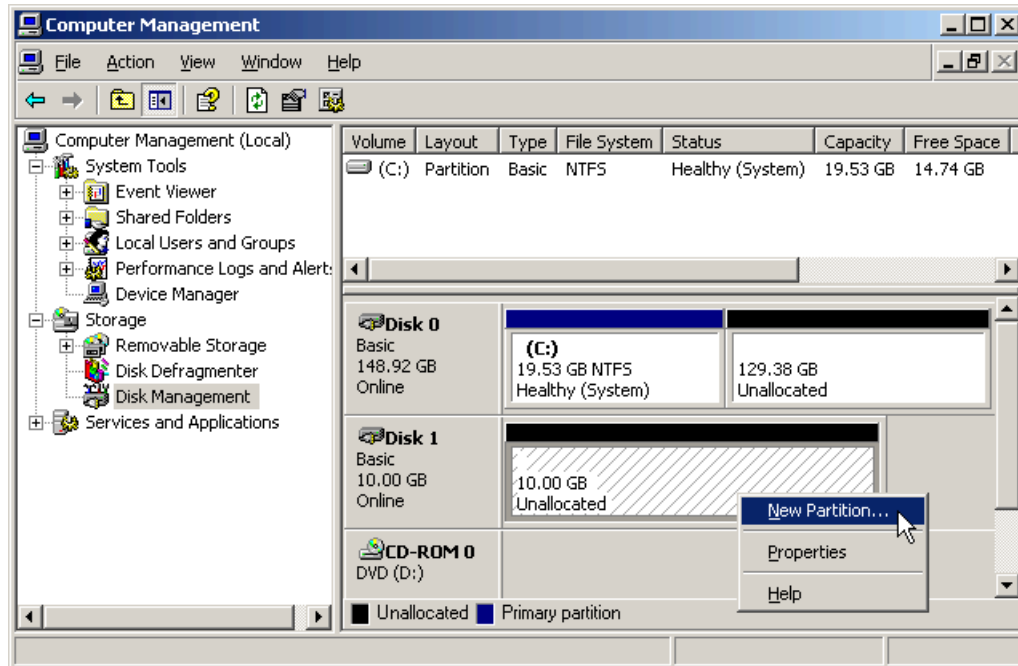 Computer Management
File Action View Window Help
Computer Management (Local)
System Tools
Event Viewer
Shared Folders
Local Users and Groups
Performance Logs and Alert:
Device Manager
Storage
Removable Storage
Disk Defragmenter
Disk Management
Services and Applications
Volume Layout Type File System Status Capacity Free Space
(C:) Partition Basic NTFS Healthy (System) 19.53 GB 14.74 GB
Disk 0
Basic
148.92 GB
Online
(C:)
19.53 GB NTFS
Healthy (System)
129.38 GB
Unallocated
Disk 1
Basic
10.00 GB
Online
10.00 GB
Unallocated
New Partition...
Properties
Help
CD-ROM 0
DVD (D:)
Unallocated Primary partition